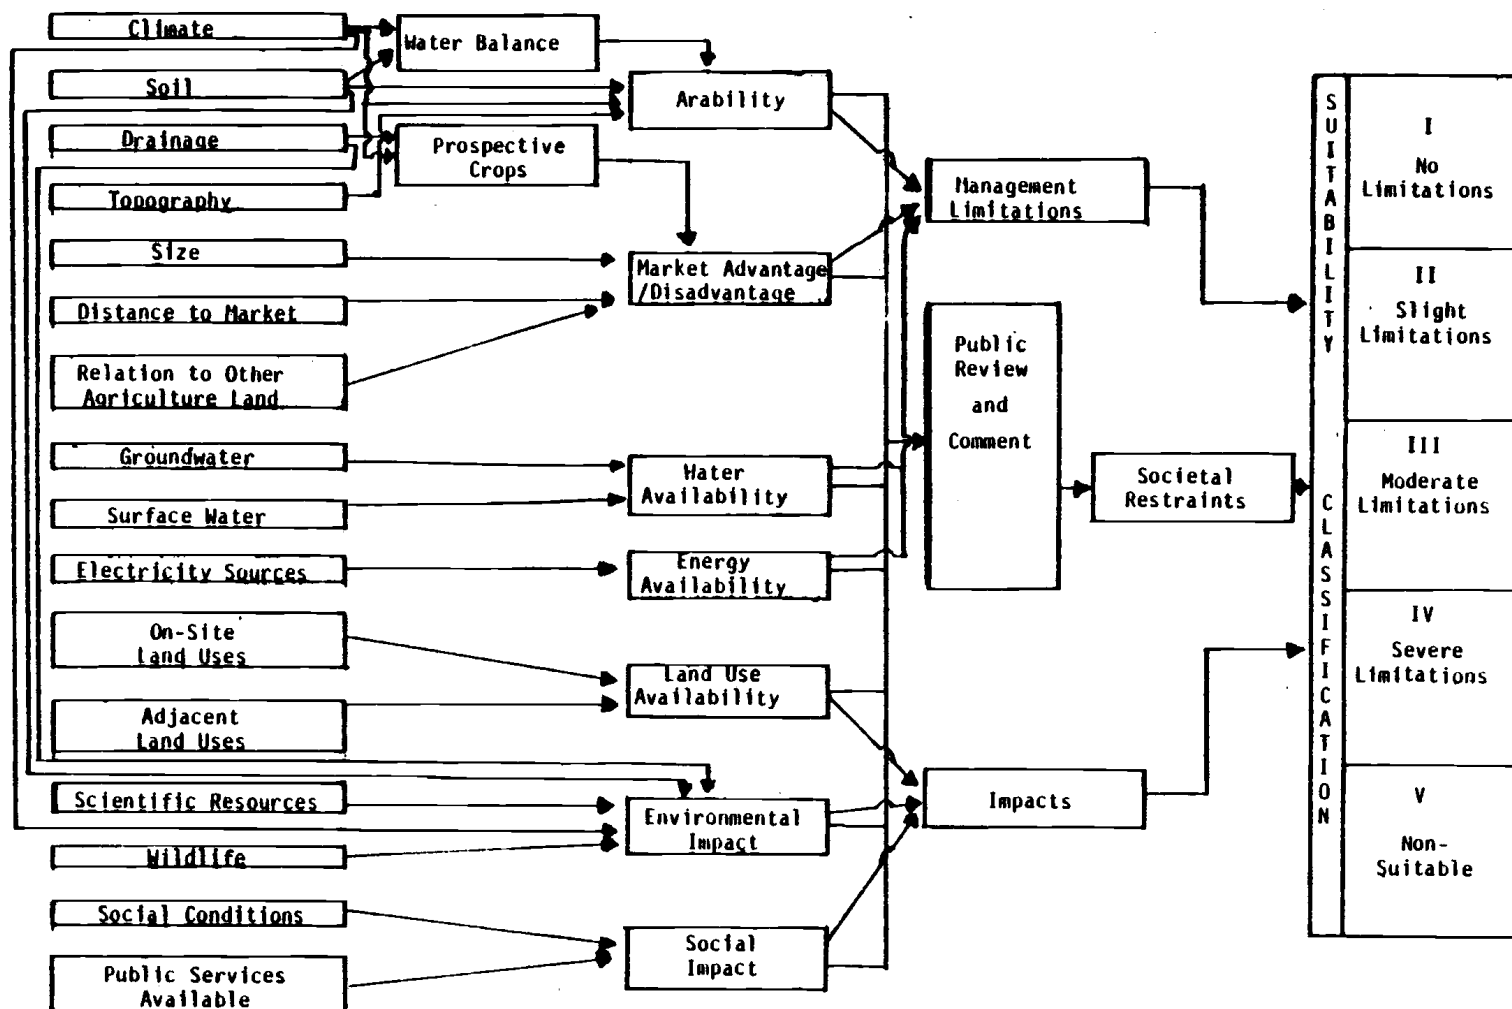 Climate
Soil
Drainage
Topography
Size
Distance to Market
Relation to Other
Agriculture Land
Groundwater
Surface Water
Electricity Sources
On-Site
Land Uses
Adjacent
Land Uses
Scientific Resources
Wildlife
Social Conditions
Public Services
Available
Water Balance
Prospective
Crops
Arability
Market Advantage
/Disadvantage
Water
Availability
Energy
Availability
Land Use
Availability
Environmental
Impact
Social
Impact
Management
Limitations
Public
Review
and
Comment
Societal
Restraints
Impacts
SUITABILITY CLASSIFICATION
I
No
Limitations
II
Slight
Limitations
III
Moderate
Limitations
IV
Severe
Limitations
V
Non-
Suitable